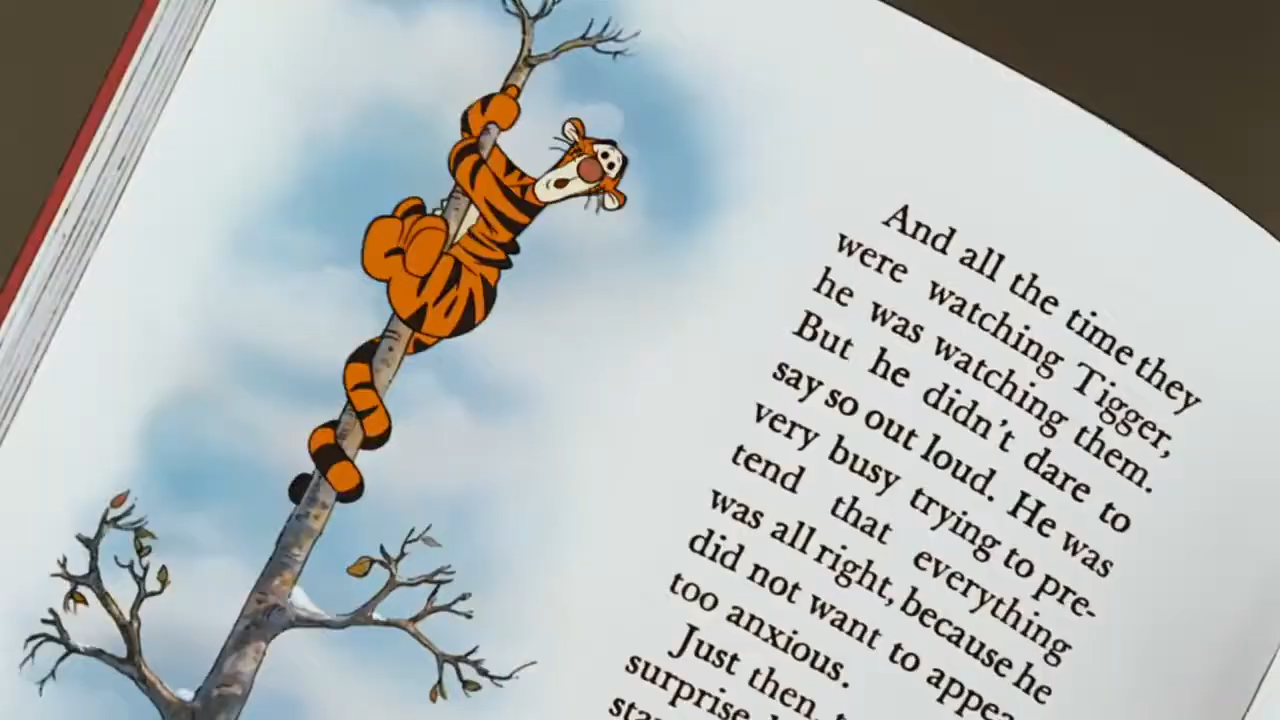 And all the time they
were watching Tigger,
he was watching them.
But he didn't dare to
say so out loud. He was
very busy trying to pre-
tend that everything
was all right, because he
did not want to appea
too anxious.
Just then,
surprise